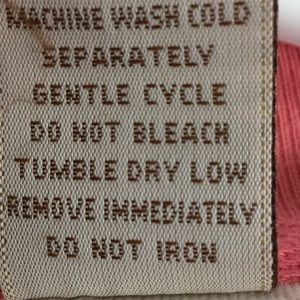 MACHINE WASH COLD
SEPARATELY
GENTLE CYCLE
DO NOT BLEACH
TUMBLE DRY LOW
REMOVE IMMEDIATELY
DO NOT IRON